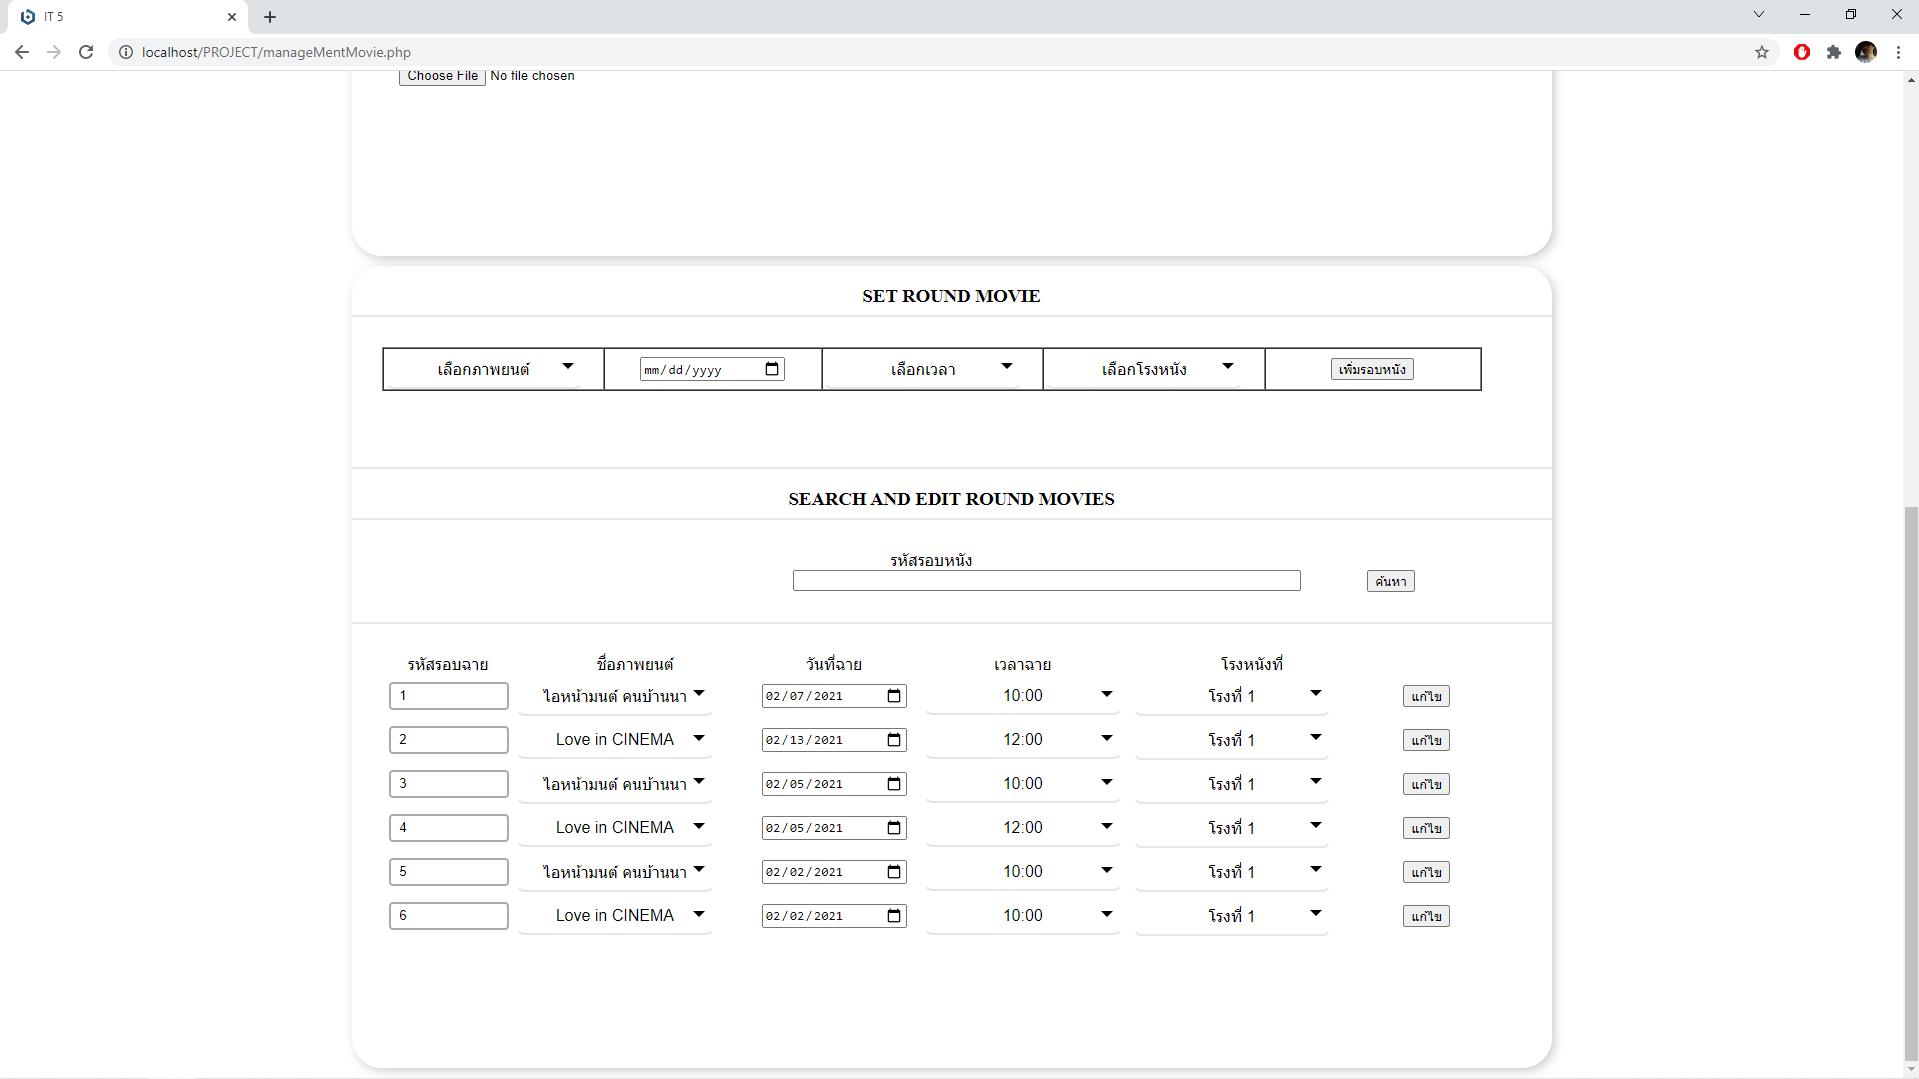 IT 5
localhost/PROJECT/manageMentMovie.php
Choose File No file chosen
SET ROUND MOVIE
เลือกภาพยนต์ mm/dd/yyyy เลือกเวลา เลือกโรงหนัง เพิ่มรอบหนัง
SEARCH AND EDIT ROUND MOVIES
รหัสรอบหนัง
ค้นหา
รหัสรอบฉาย ชื่อภาพยนต์ วันที่ฉาย เวลาฉาย โรงหนังที่
1 ไอหน้ามนต์ คนบ้านนา 02/07/2021 10:00 โรงที่ 1 แก้ไข
2 Love in CINEMA 02/13/2021 12:00 โรงที่ 1 แก้ไข
3 ไอหน้ามนต์ คนบ้านนา 02/05/2021 10:00 โรงที่ 1 แก้ไข
4 Love in CINEMA 02/05/2021 12:00 โรงที่ 1 แก้ไข
5 ไอหน้ามนต์ คนบ้านนา 02/02/2021 10:00 โรงที่ 1 แก้ไข
6 Love in CINEMA 02/02/2021 10:00 โรงที่ 1 แก้ไข